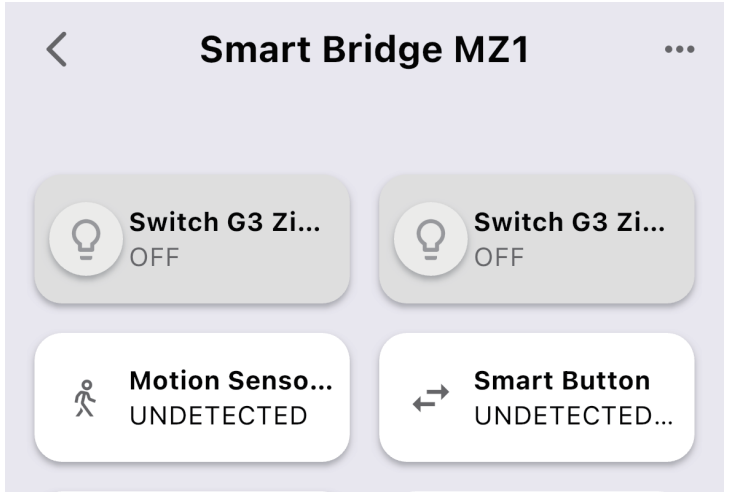 Smart Bridge MZ1
Switch G3 Zi...
OFF
Switch G3 Zi...
OFF
Motion Senso...
UNDETECTED
Smart Button
UNDETECTED...